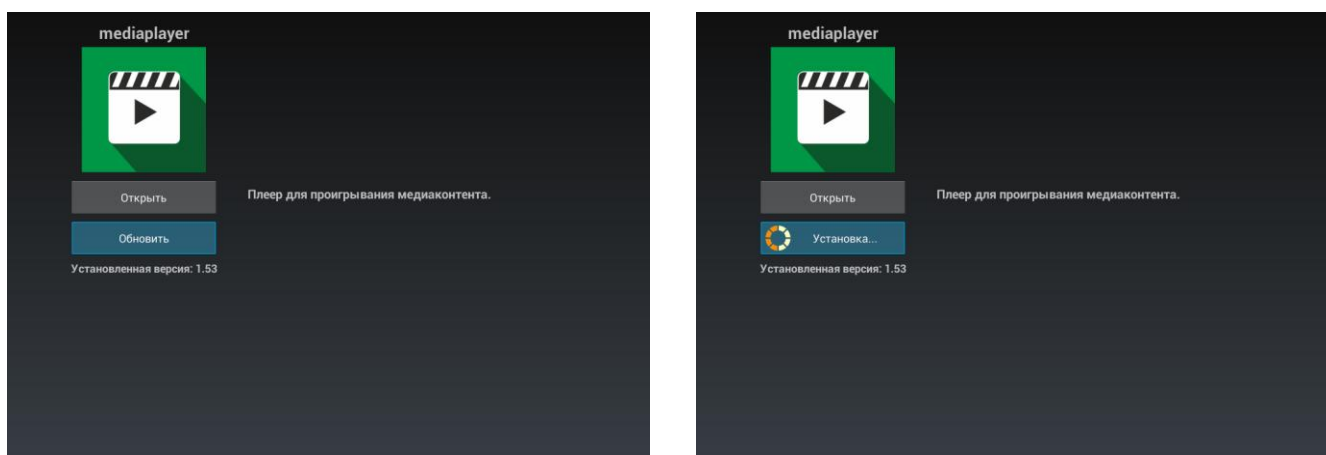 mediaplayer
Открыть
Плеер для проигрывания медиаконтента.
Обновить
Установленная версия: 1.53
mediaplayer
Открыть
Плеер для проигрывания медиаконтента.
Установка...
Установленная версия: 1.53